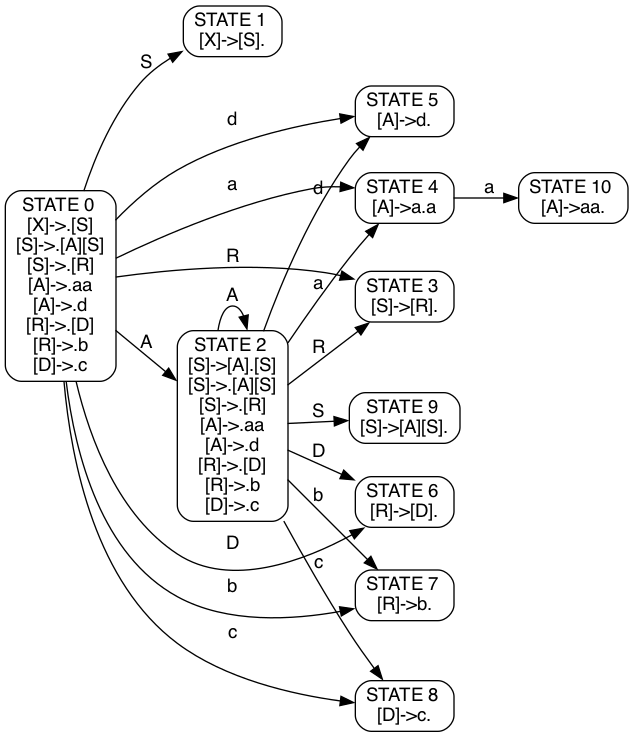 STATE 1
[X]->[S].
S
STATE 5
[A]->d.
d
STATE 4
[A]->a.a
a
a
STATE 10
[A]->aa.
d
STATE 0
[X]->.[S]
[S]->.[A][S]
[S]->.[R]
[A]->.aa
[A]->.d
[R]->.[D]
[R]->.b
[D]->.c
R
STATE 3
[S]->[R].
a
A
A
R
STATE 2
[S]->[A].[S]
[S]->.[A][S]
[S]->.[R]
[A]->.aa
[A]->.d
[R]->.[D]
[R]->.b
[D]->.c
S
STATE 9
[S]->[A][S].
D
STATE 6
[R]->[D].
b
D
c
STATE 7
[R]->b.
b
c
STATE 8
[D]->c.